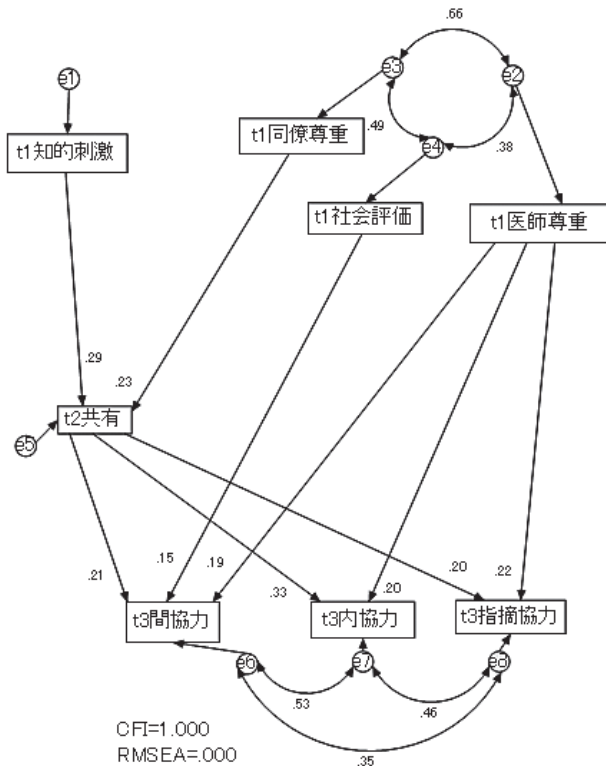 .66
e1
e3
e2
t1同僚尊重
.49
e4
.38
t1知的刺激
t1社会評価
t1医師尊重
.29
.23
t2共有
e5
.21
.15
.19
.33
.20
.20
.22
t3間協力
t3内協力
t3指摘協力
e6
e7
e8
.53
.46
.35
CFI=1.000
RMSEA=.000